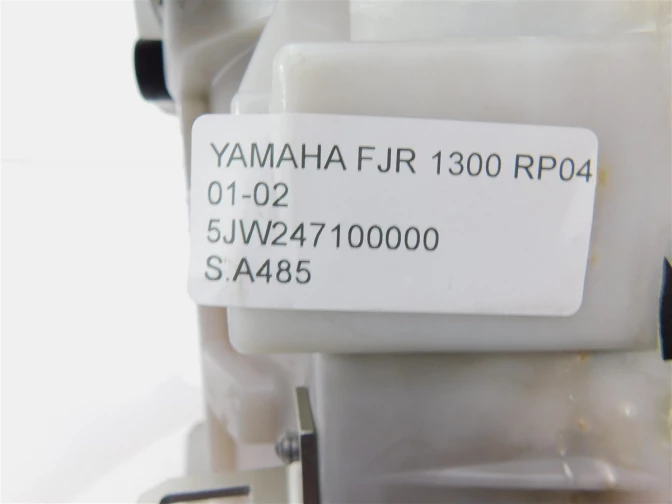 YAMAHA FJR 1300 RP04
01-02
5JW247100000
S.A485